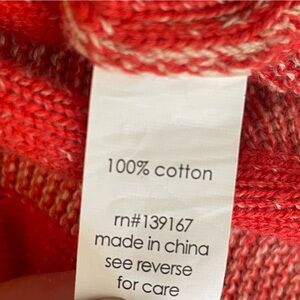 100% cotton
rn#139167
made in china
see reverse
for care